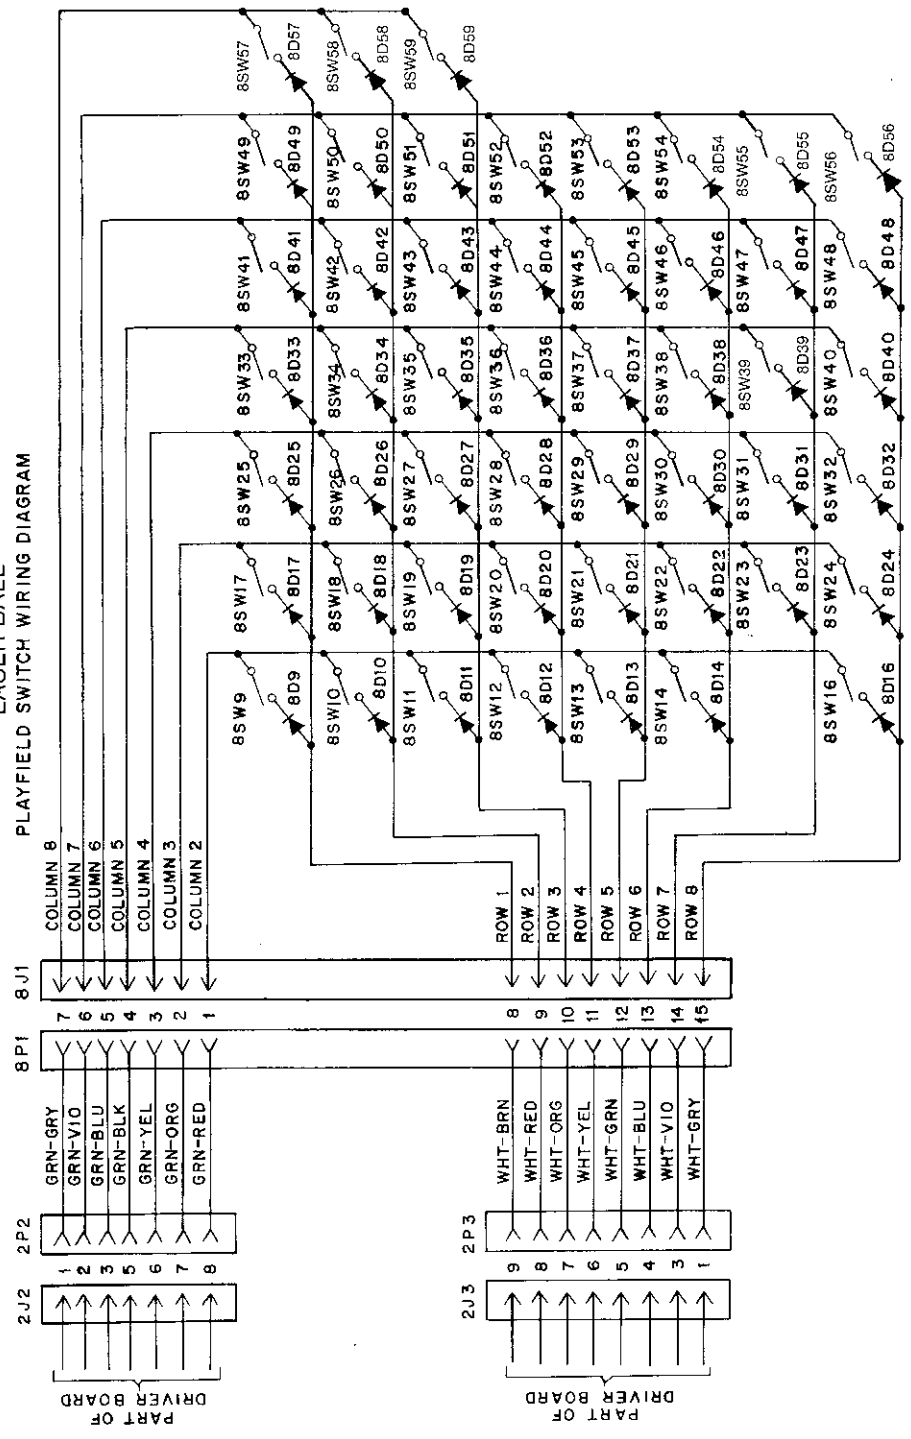 PLAYFIELD SWITCH WIRING DIAGRAM
8SW57
8D57
8SW58
8D58
8SW59
8D59
8SW49
8D49
8SW50
8D50
8SW51
8D51
8SW52
8D52
8SW53
8D53
8SW54
8D54
8SW55
8D55
8SW56
8D56
8SW41
8D41
8SW42
8D42
8SW43
8D43
8SW44
8D44
8SW45
8D45
8SW46
8D46
8SW47
8D47
8SW48
8D48
8SW33
8D33
8SW34
8D34
8SW35
8D35
8SW36
8D36
8SW37
8D37
8SW38
8D38
8SW39
8D39
8SW40
8D40
8SW25
8D25
8SW26
8D26
8SW27
8D27
8SW28
8D28
8SW29
8D29
8SW30
8D30
8SW31
8D31
8SW32
8D32
8SW17
8D17
8SW18
8D18
8SW19
8D19
8SW20
8D20
8SW21
8D21
8SW22
8D22
8SW23
8D23
8SW24
8D24
8SW9
8D9
8SW10
8D10
8SW11
8D11
8SW12
8D12
8SW13
8D13
8SW14
8D14
8SW16
8D16
COLUMN 8
COLUMN 7
COLUMN 6
COLUMN 5
COLUMN 4
COLUMN 3
COLUMN 2
ROW 1
ROW 2
ROW 3
ROW 4
ROW 5
ROW 6
ROW 7
ROW 8
8J1
7
6
5
4
3
2
1
8
9
10
11
12
13
14
15
8P1
GRN-GRY
GRN-VIO
GRN-BLU
GRN-BLK
GRN-YEL
GRN-ORG
GRN-RED
WHT-BRN
WHT-RED
WHT-ORG
WHT-YEL
WHT-GRN
WHT-BLU
WHT-VIO
WHT-GRY
2P2
2P3
1
2
3
5
6
7
8
9
8
7
6
5
4
3
1
2J2
2J3
PART OF
DRIVER BOARD
PART OF
DRIVER BOARD